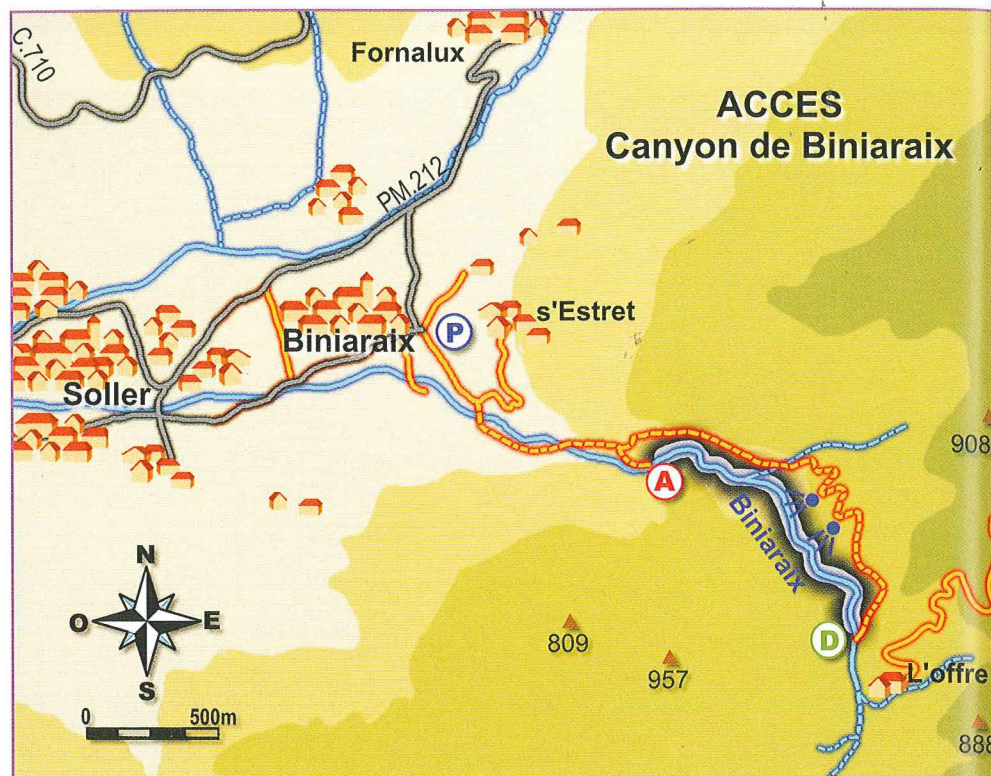 C.710
Fornalux
ACCES
Canyon de Biniaraix
PM.212
s'Estret
P
Biniaraix
Soller
908
A
Biniaraix
N
O
E
S
809
D
957
L'offre
0
500m
888